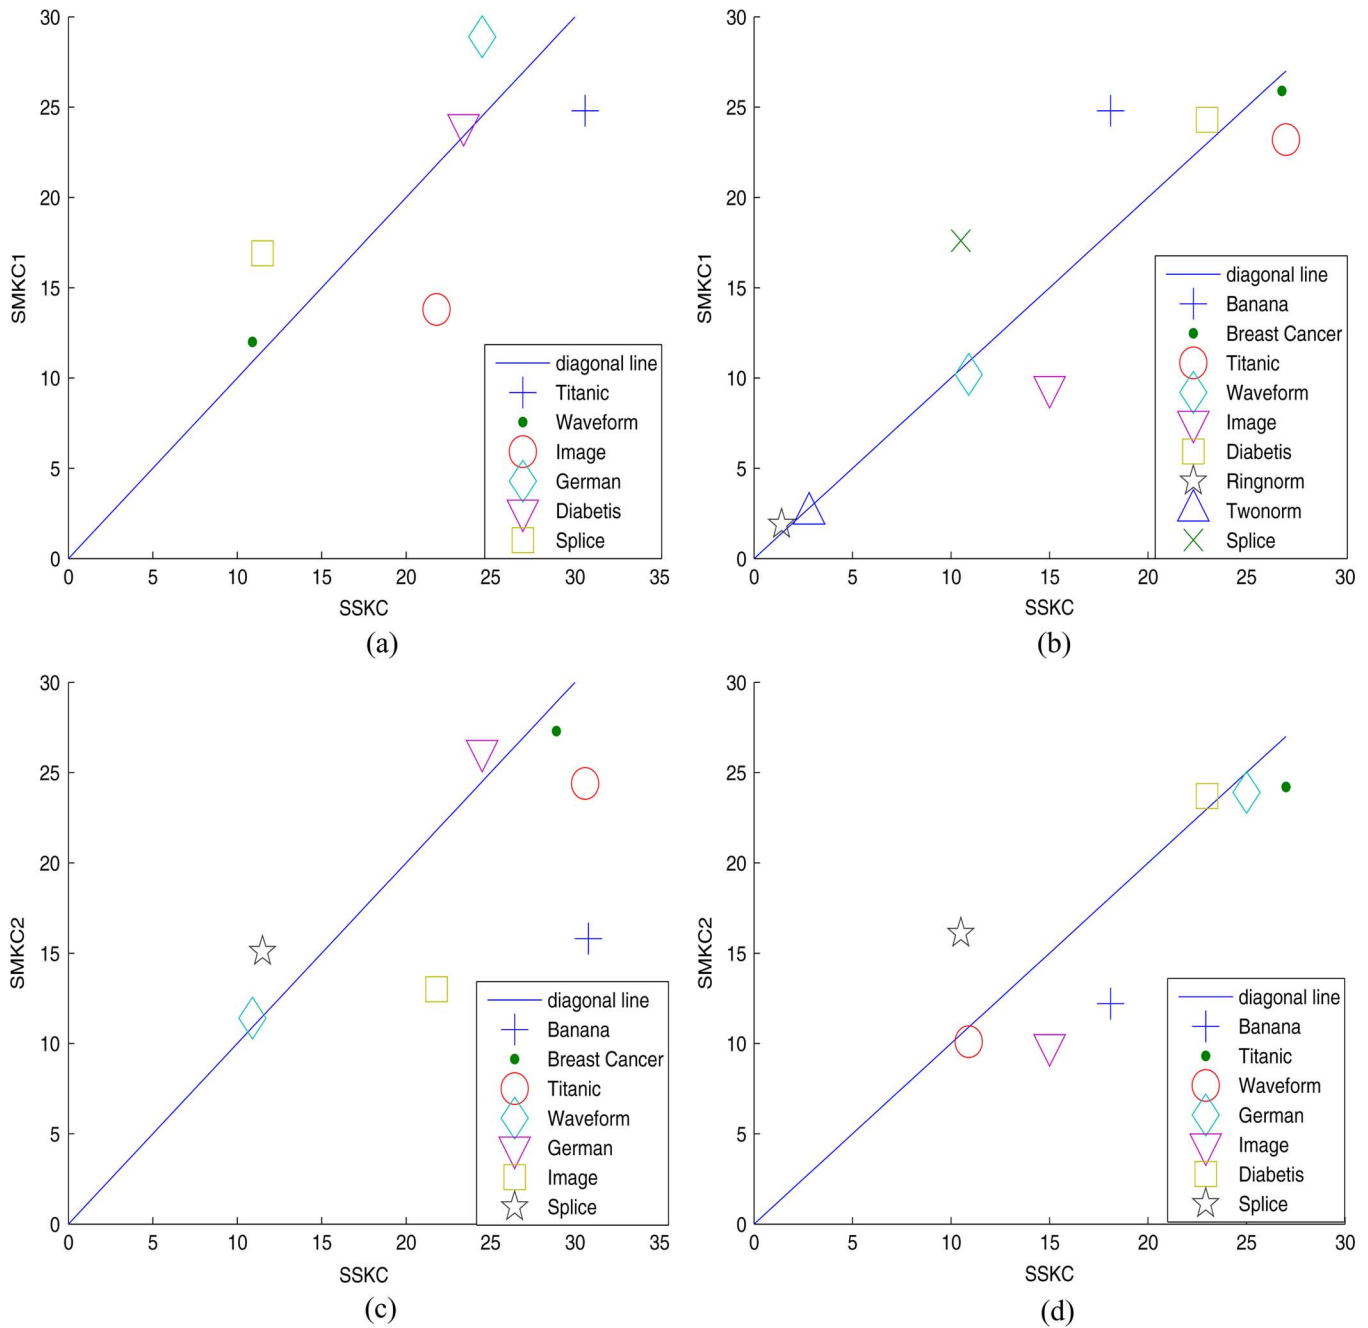 30
25
20
15
10
5
0
SMKC1
diagonal line
Titanic
Waveform
Image
German
Diabetis
Splice
0 5 10 15 20 25 30 35
SSKC
(a)
30
25
20
15
10
5
0
SMKC1
diagonal line
Banana
Breast Cancer
Titanic
Waveform
Image
Diabetis
Ringnorm
Twonorm
Splice
0 5 10 15 20 25 30
SSKC
(b)
30
25
20
15
10
5
0
SMKC2
diagonal line
Banana
Breast Cancer
Titanic
Waveform
German
Image
Splice
0 5 10 15 20 25 30 35
SSKC
(c)
30
25
20
15
10
5
0
SMKC2
diagonal line
Banana
Titanic
Waveform
German
Image
Diabetis
Splice
0 5 10 15 20 25 30
SSKC
(d)